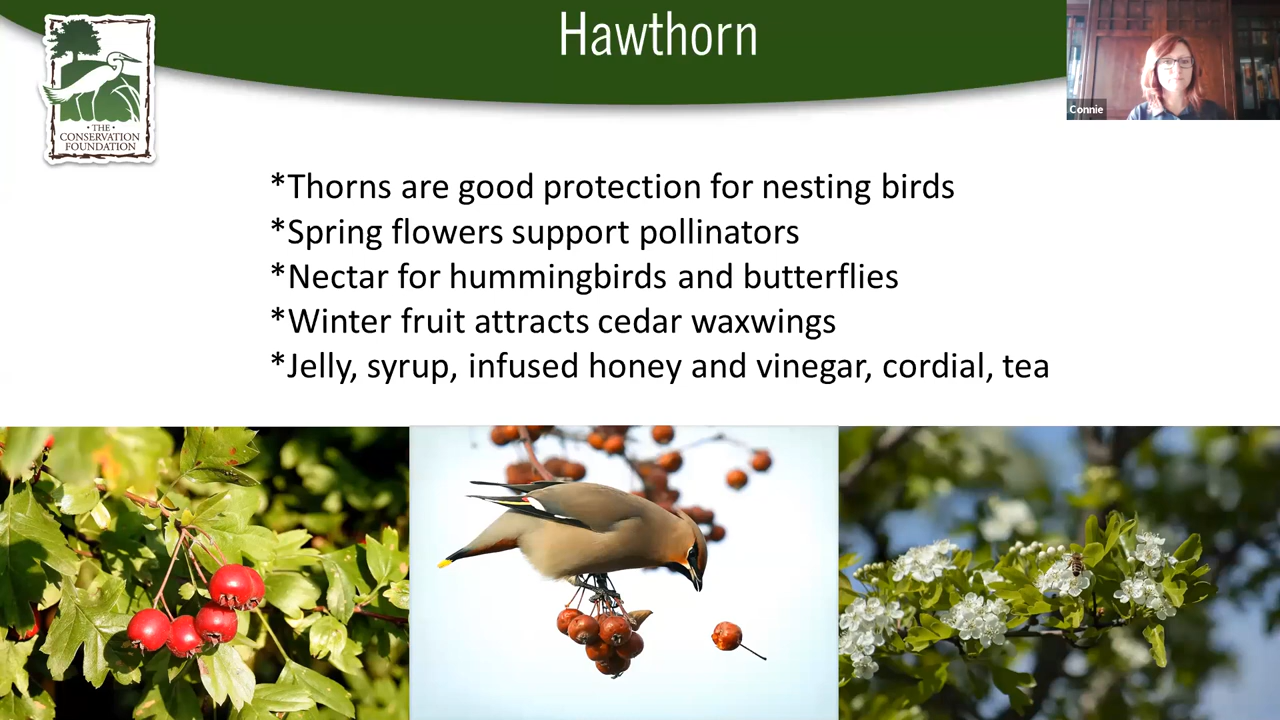 Hawthorn
Connie
• THE •
CONSERVATION
FOUNDATION
*Thorns are good protection for nesting birds
*Spring flowers support pollinators
*Nectar for hummingbirds and butterflies
*Winter fruit attracts cedar waxwings
*Jelly, syrup, infused honey and vinegar, cordial, tea